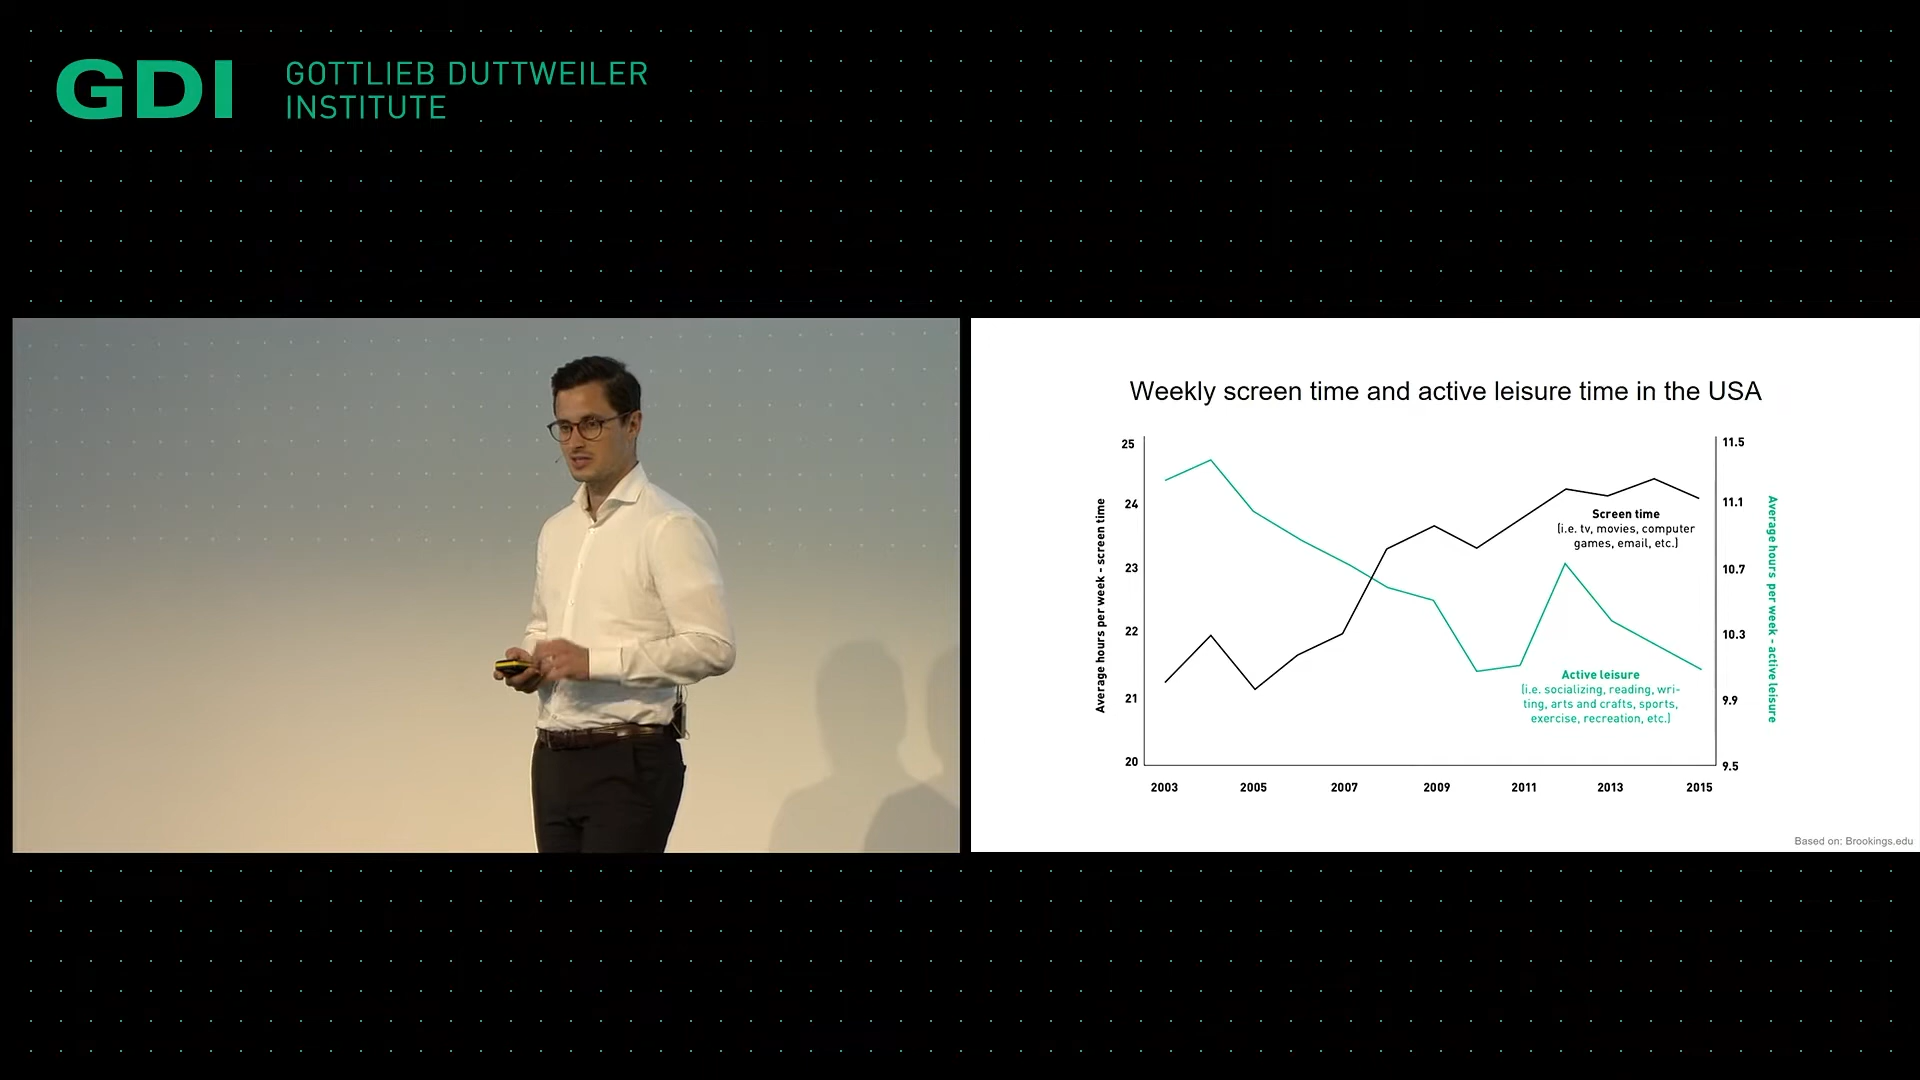 GDI
GOTTLIEB DUTTWEILER
INSTITUTE
Weekly screen time and active leisure time in the USA
25
24
23
22
21
20
Average hours per week - screen time
11.5
11.1
10.7
10.3
9.9
9.5
Average hours per week - active leisure
Screen time
(i.e. tv, movies, computer
games, email, etc.)
Active leisure
(i.e. socializing, reading, wri-
ting, arts and crafts, sports,
exercise, recreation, etc.)
2003 2005 2007 2009 2011 2013 2015
Based on: Brookings.edu